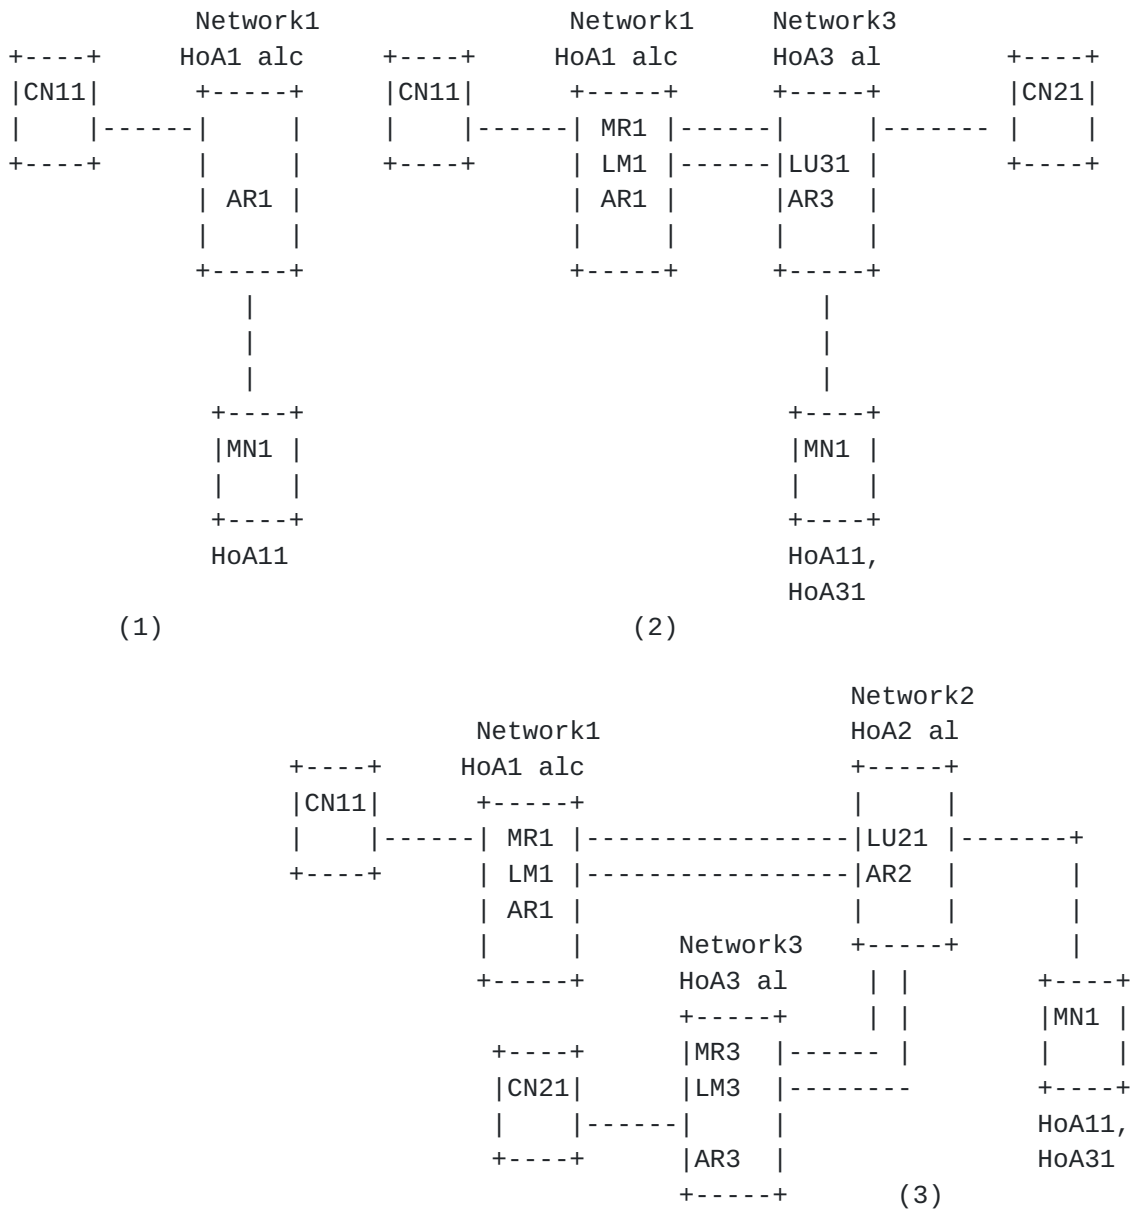 Network1 Network1 Network3
HoA1 alc HoA1 alc HoA3 al
CN11 CN11 CN21
MR1
LM1 LU31
AR1 AR1 AR3
MN1 MN1
HoA11 HoA11,
HoA31
(1) (2)
Network2
Network1 HoA2 al
HoA1 alc
CN11
MR1 LU21
LM1 AR2
AR1
Network3
HoA3 al
MN1
MR3
CN21 LM3
HoA11,
AR3 HoA31
(3)